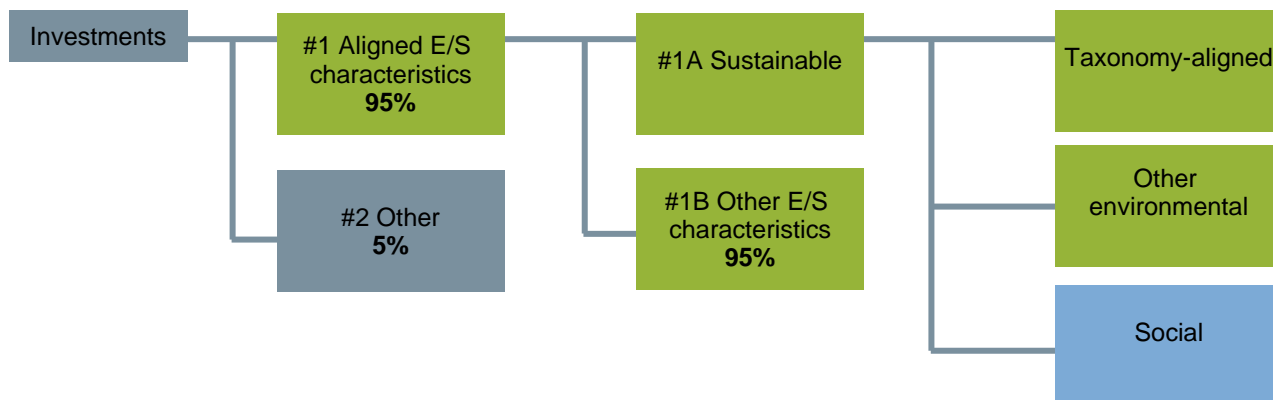 Investments
#1 Aligned E/S
characteristics
95%
#2 Other
5%
#1A Sustainable
#1B Other E/S
characteristics
95%
Taxonomy-aligned
Other
environmental
Social